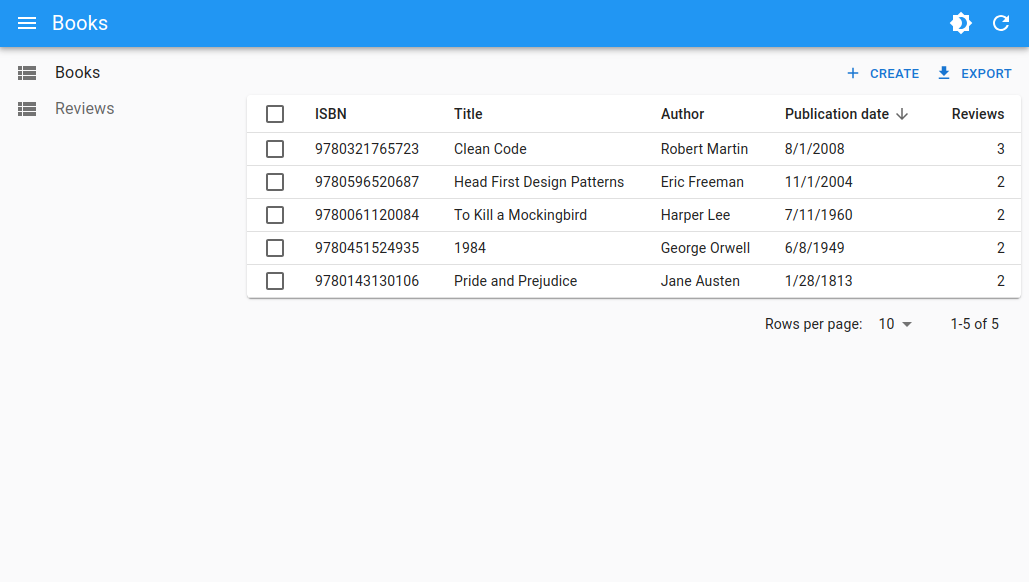 Books
Books
Reviews
CREATE EXPORT
ISBN Title Author Publication date Reviews
9780321765723 Clean Code Robert Martin 8/1/2008 3
9780596520687 Head First Design Patterns Eric Freeman 11/1/2004 2
9780061120084 To Kill a Mockingbird Harper Lee 7/11/1960 2
9780451524935 1984 George Orwell 6/8/1949 2
9780143130106 Pride and Prejudice Jane Austen 1/28/1813 2
Rows per page: 10 1-5 of 5